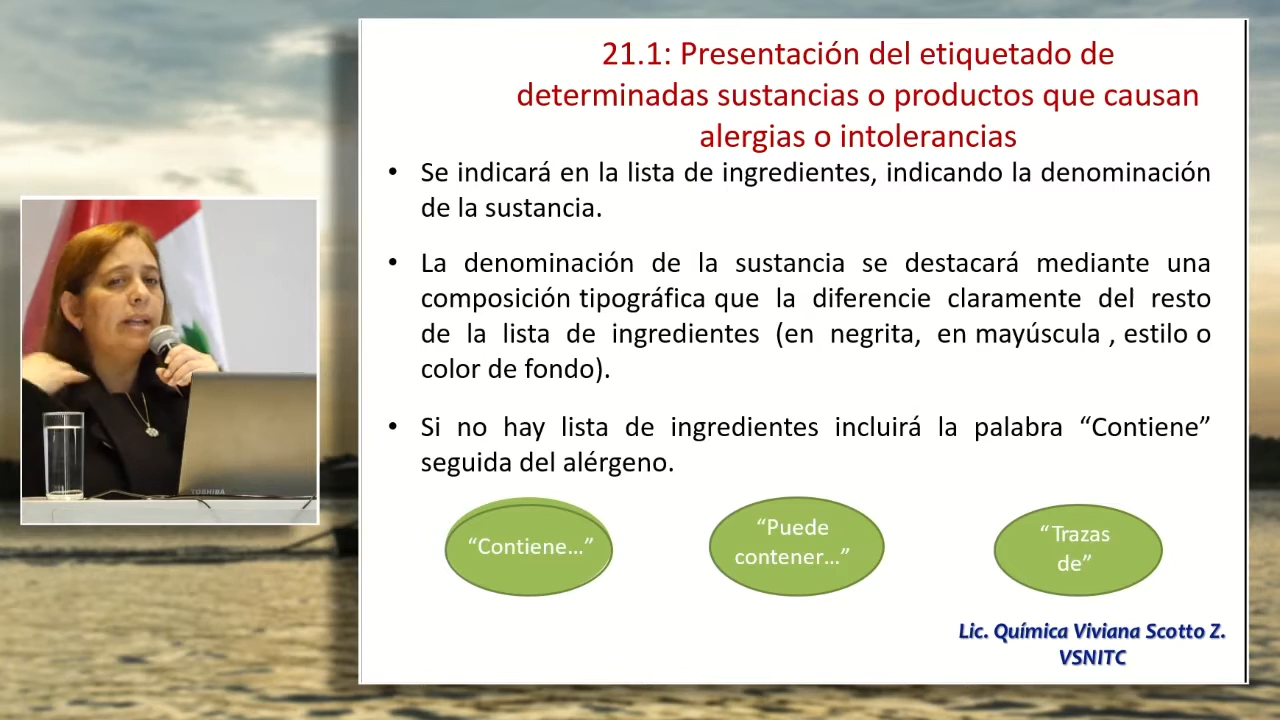 21.1: Presentación del etiquetado de
determinadas sustancias o productos que causan
alergias o intolerancias
• Se indicará en la lista de ingredientes, indicando la denominación
de la sustancia.
• La denominación de la sustancia se destacará mediante una
composición tipográfica que la diferencie claramente del resto
de la lista de ingredientes (en negrita, en mayúscula , estilo o
color de fondo).
• Si no hay lista de ingredientes incluirá la palabra “Contiene”
seguida del alérgeno.
“Contiene…”
“Puede
contener…”
“Trazas
de”
Lic. Química Viviana Scotto Z.
VSNITC
TOSHIBA